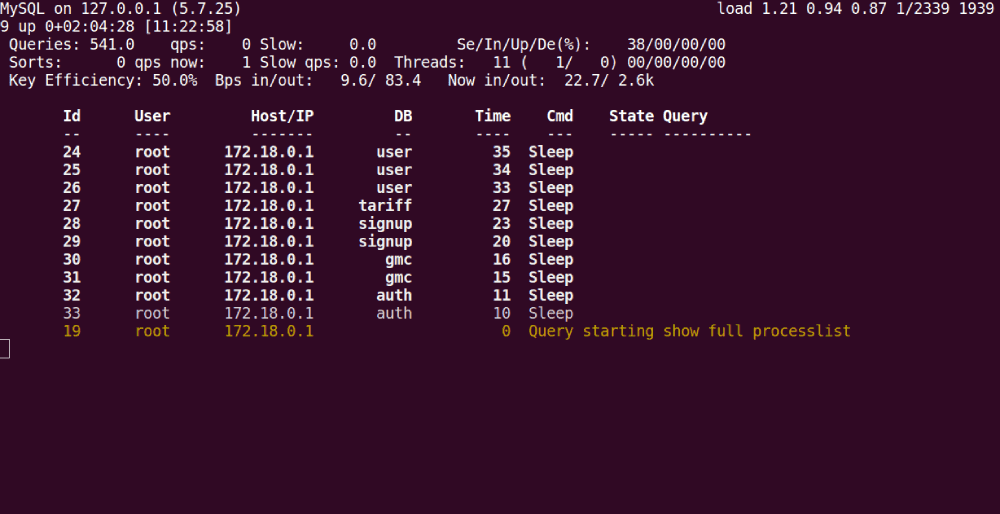 MySQL on 127.0.0.1 (5.7.25) load 1.21 0.94 0.87 1/2339 1939
9 up 0+02:04:28 [11:22:58]
Queries: 541.0 qps: 0 Slow: 0.0 Se/In/Up/De(%): 38/00/00/00
Sorts: 0 qps now: 1 Slow qps: 0.0 Threads: 11 ( 1/ 0) 00/00/00/00
Key Efficiency: 50.0% Bps in/out: 9.6/ 83.4 Now in/out: 22.7/ 2.6k
Id User Host/IP DB Time Cmd State Query
-- ---- ------- -- ---- --- ----- ----------
24 root 172.18.0.1 user 35 Sleep
25 root 172.18.0.1 user 34 Sleep
26 root 172.18.0.1 user 33 Sleep
27 root 172.18.0.1 tariff 27 Sleep
28 root 172.18.0.1 signup 23 Sleep
29 root 172.18.0.1 signup 20 Sleep
30 root 172.18.0.1 gmc 16 Sleep
31 root 172.18.0.1 gmc 15 Sleep
32 root 172.18.0.1 auth 11 Sleep
33 root 172.18.0.1 auth 10 Sleep
19 root 172.18.0.1 0 Query starting show full processlist